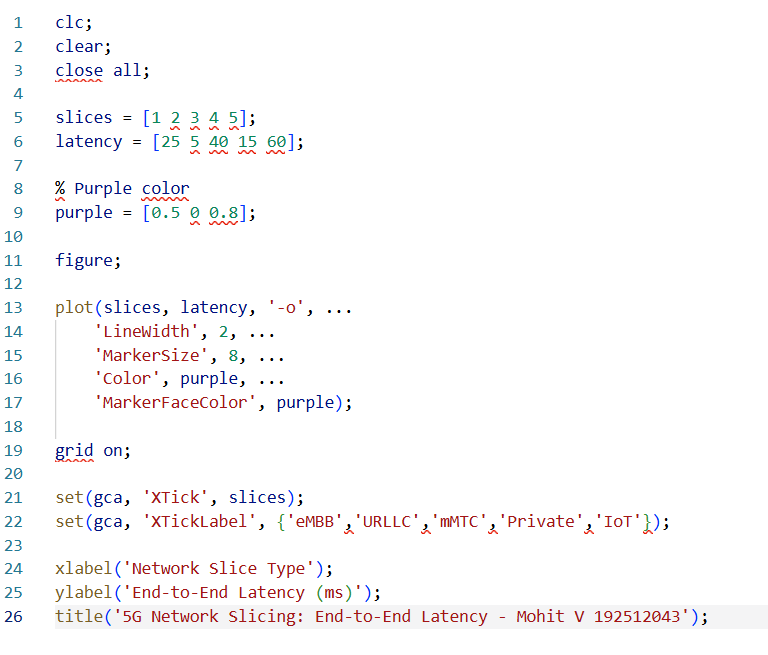 1 clc;
2 clear;
3 close all;
4
5 slices = [1 2 3 4 5];
6 latency = [25 5 40 15 60];
7
8 % Purple color
9 purple = [0.5 0 0.8];
10
11 figure;
12
13 plot(slices, latency, '-o', ...
14     'LineWidth', 2, ...
15     'MarkerSize', 8, ...
16     'Color', purple, ...
17     'MarkerFaceColor', purple);
18
19 grid on;
20
21 set(gca, 'XTick', slices);
22 set(gca, 'XTickLabel', {'eMBB','URLLC','mMTC','Private','IoT'});
23
24 xlabel('Network Slice Type');
25 ylabel('End-to-End Latency (ms)');
26 title('5G Network Slicing: End-to-End Latency - Mohit V 192512043');